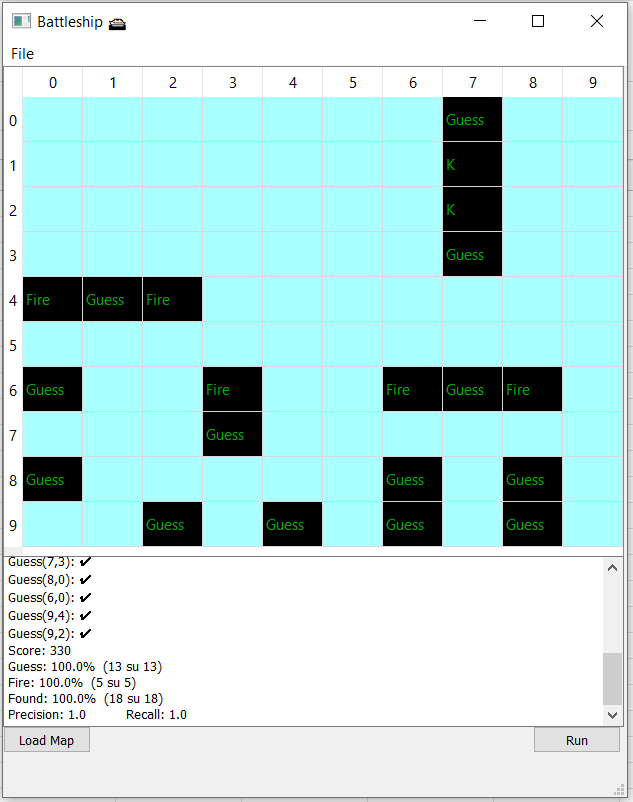 Battleship
File
0 1 2 3 4 5 6 7 8 9
0 Guess
1 K
2 K
3 Guess
4 Fire Guess Fire
5
6 Guess Fire Fire Guess Fire
7 Guess
8 Guess Guess Guess
9 Guess Guess Guess Guess
Guess(7,3): ✔
Guess(8,0): ✔
Guess(6,0): ✔
Guess(9,4): ✔
Guess(9,2): ✔
Score: 330
Guess: 100.0% (13 su 13)
Fire: 100.0% (5 su 5)
Found: 100.0% (18 su 18)
Precision: 1.0 Recall: 1.0
Load Map Run